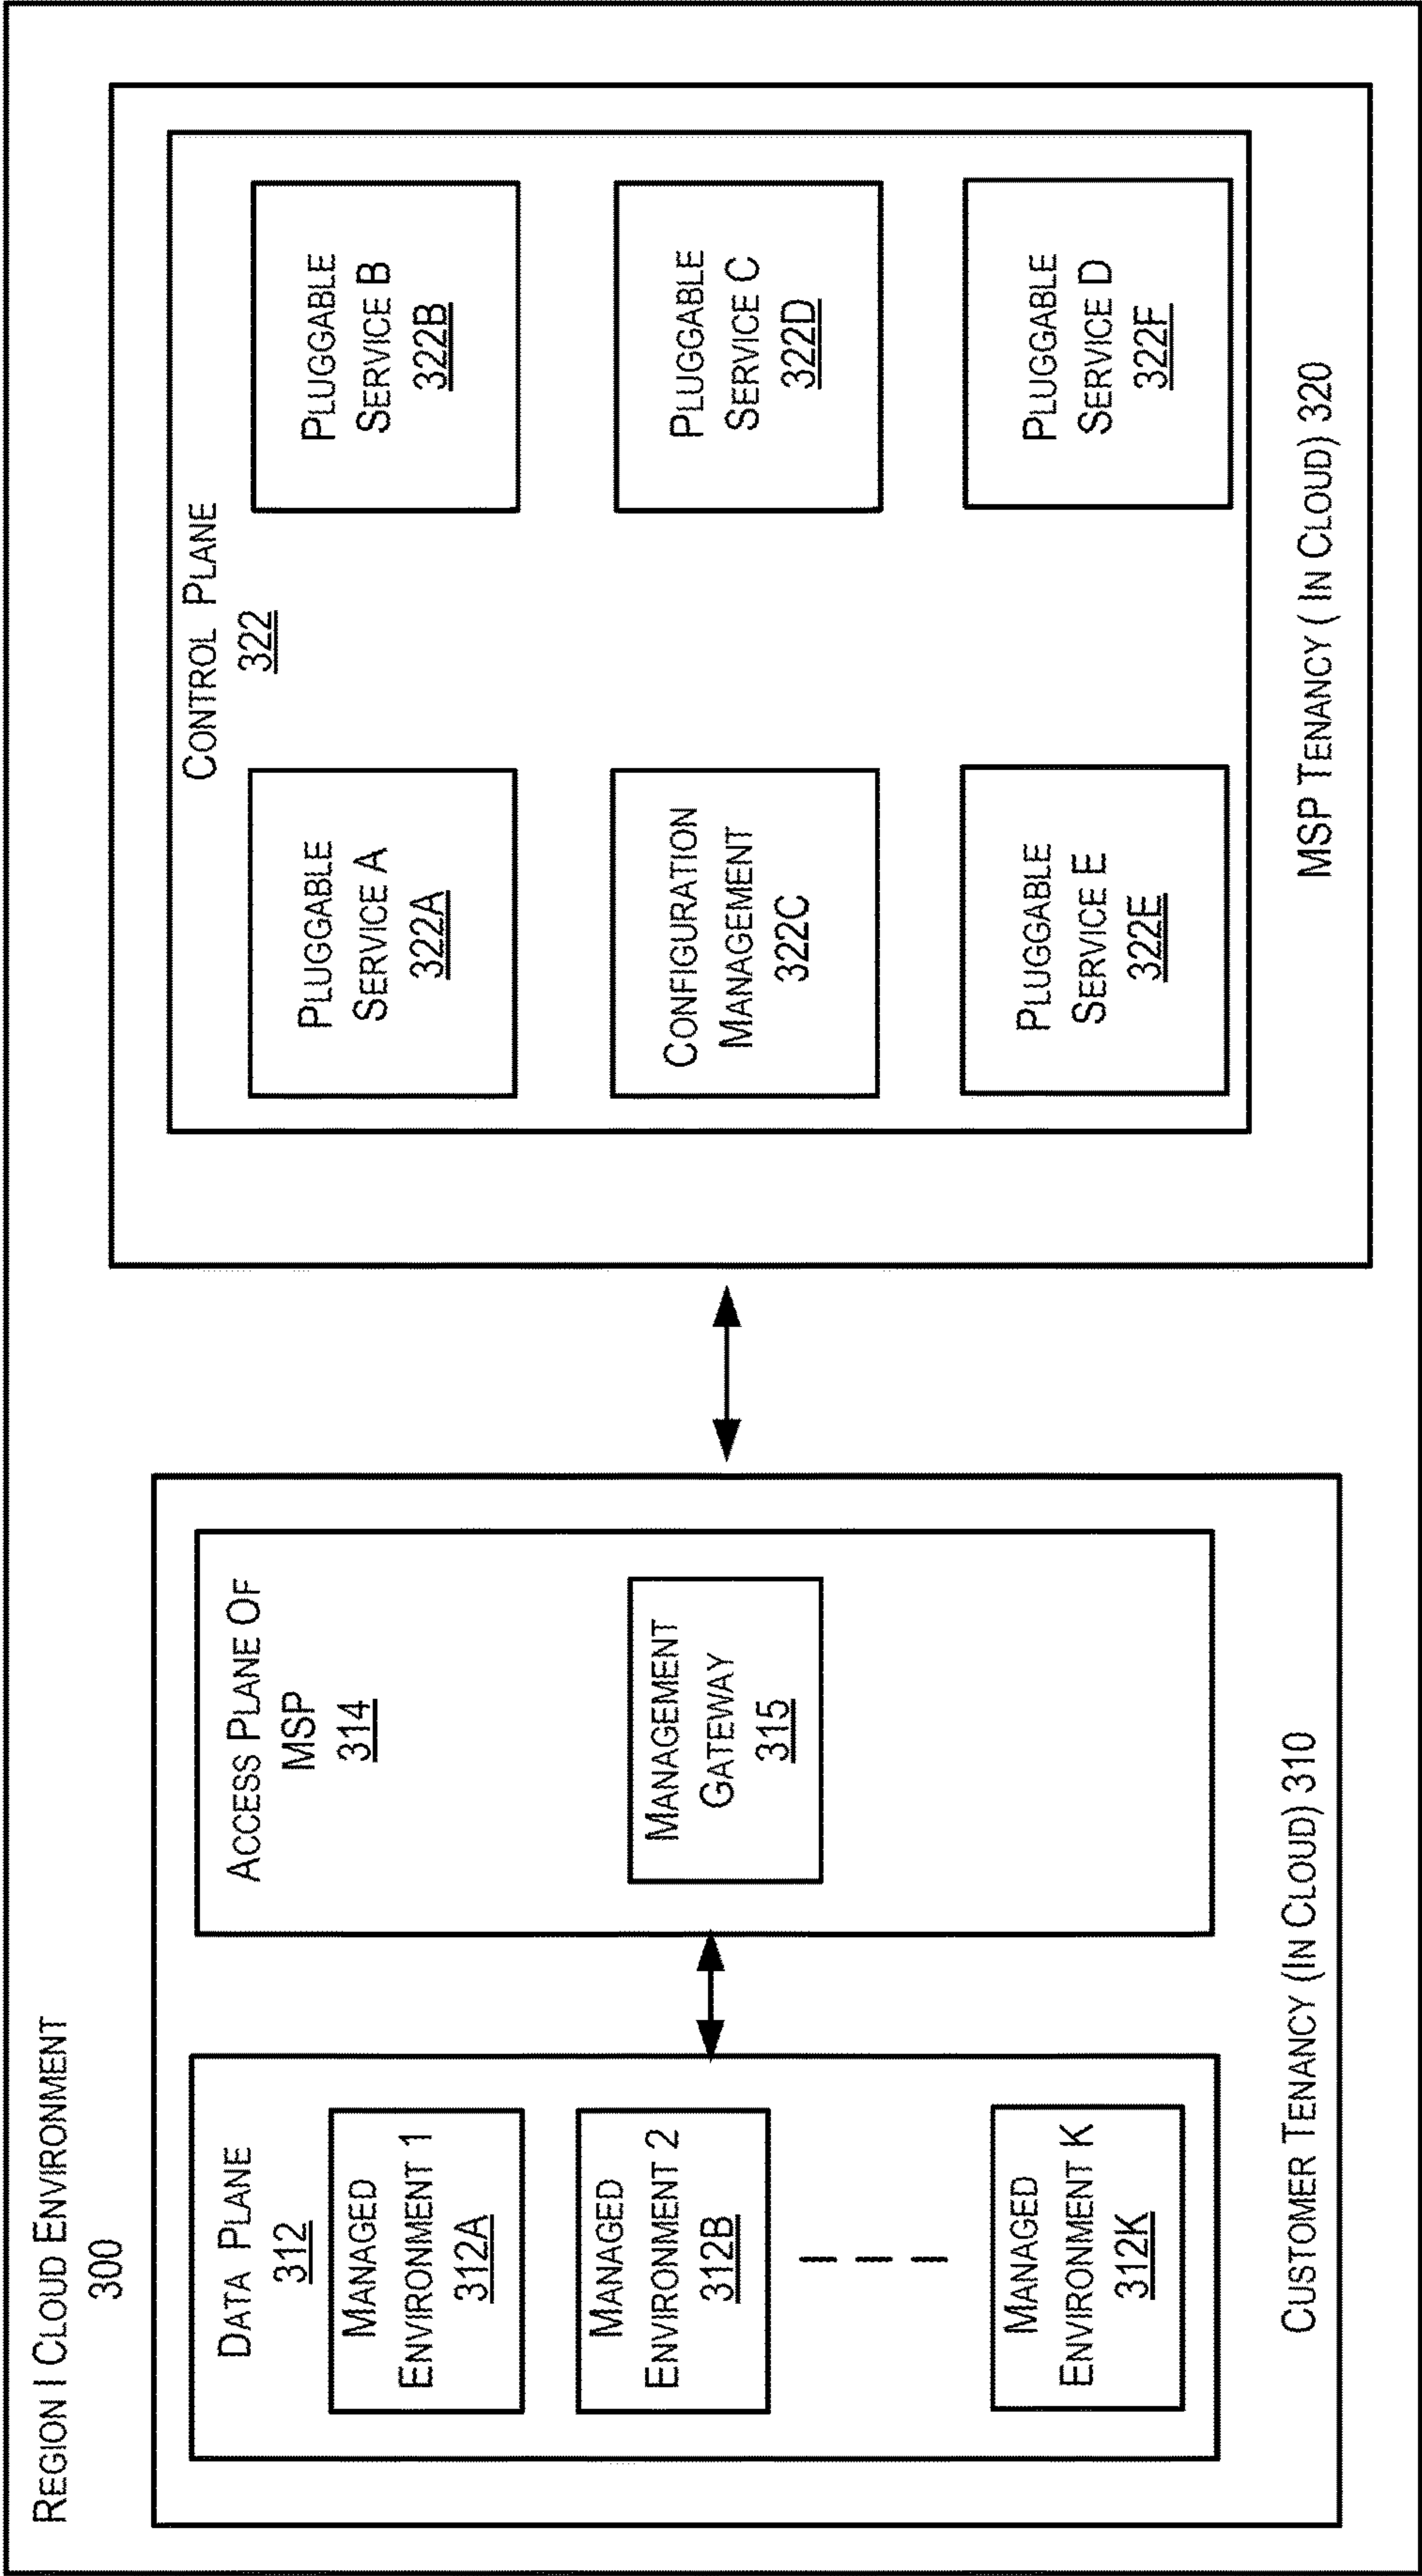 REGION I CLOUD ENVIRONMENT
300
DATA PLANE
312
MANAGED
ENVIRONMENT 1
312A
MANAGED
ENVIRONMENT 2
312B
MANAGED
ENVIRONMENT K
312K
ACCESS PLANE OF
MSP
314
MANAGEMENT
GATEWAY
315
CUSTOMER TENANCY (IN CLOUD) 310
CONTROL PLANE
322
PLUGGABLE
SERVICE A
322A
PLUGGABLE
SERVICE B
322B
CONFIGURATION
MANAGEMENT
322C
PLUGGABLE
SERVICE C
322D
PLUGGABLE
SERVICE E
322E
PLUGGABLE
SERVICE D
322F
MSP TENANCY ( IN CLOUD) 320